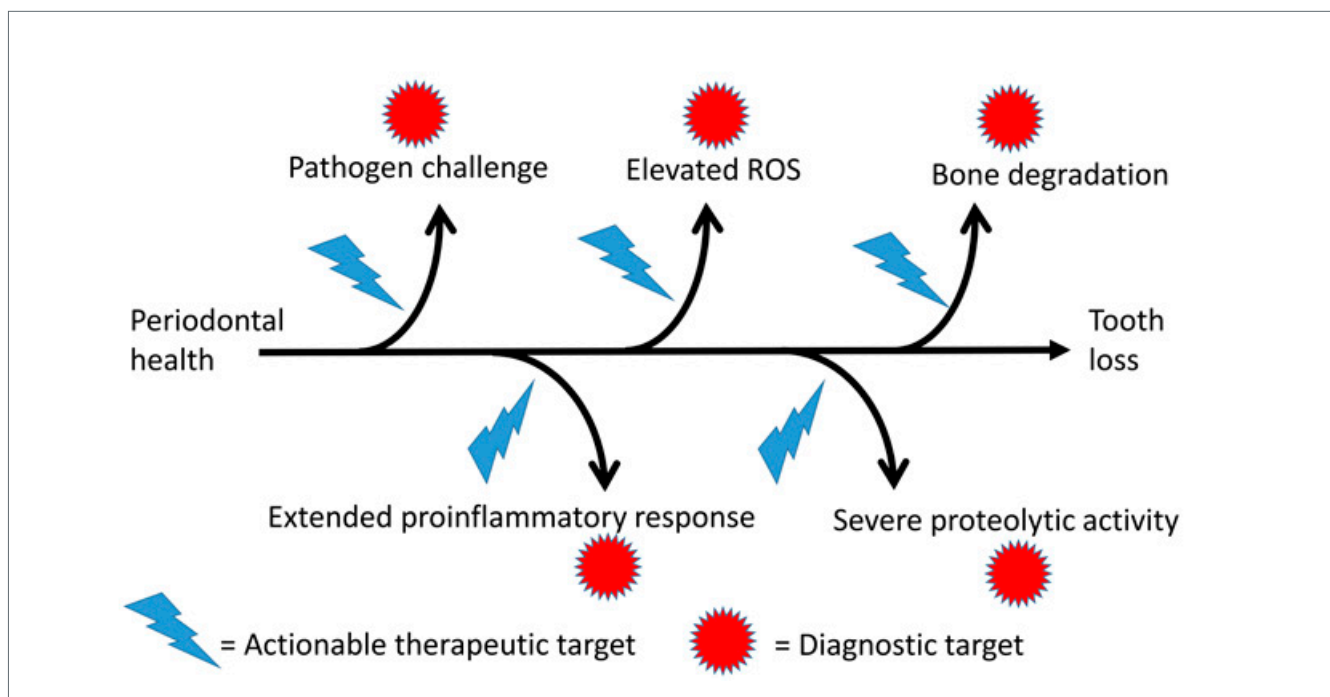 Pathogen challenge
Elevated ROS
Bone degradation
Periodontal
health
Tooth
loss
Extended proinflammatory response
Severe proteolytic activity
= Actionable therapeutic target
= Diagnostic target